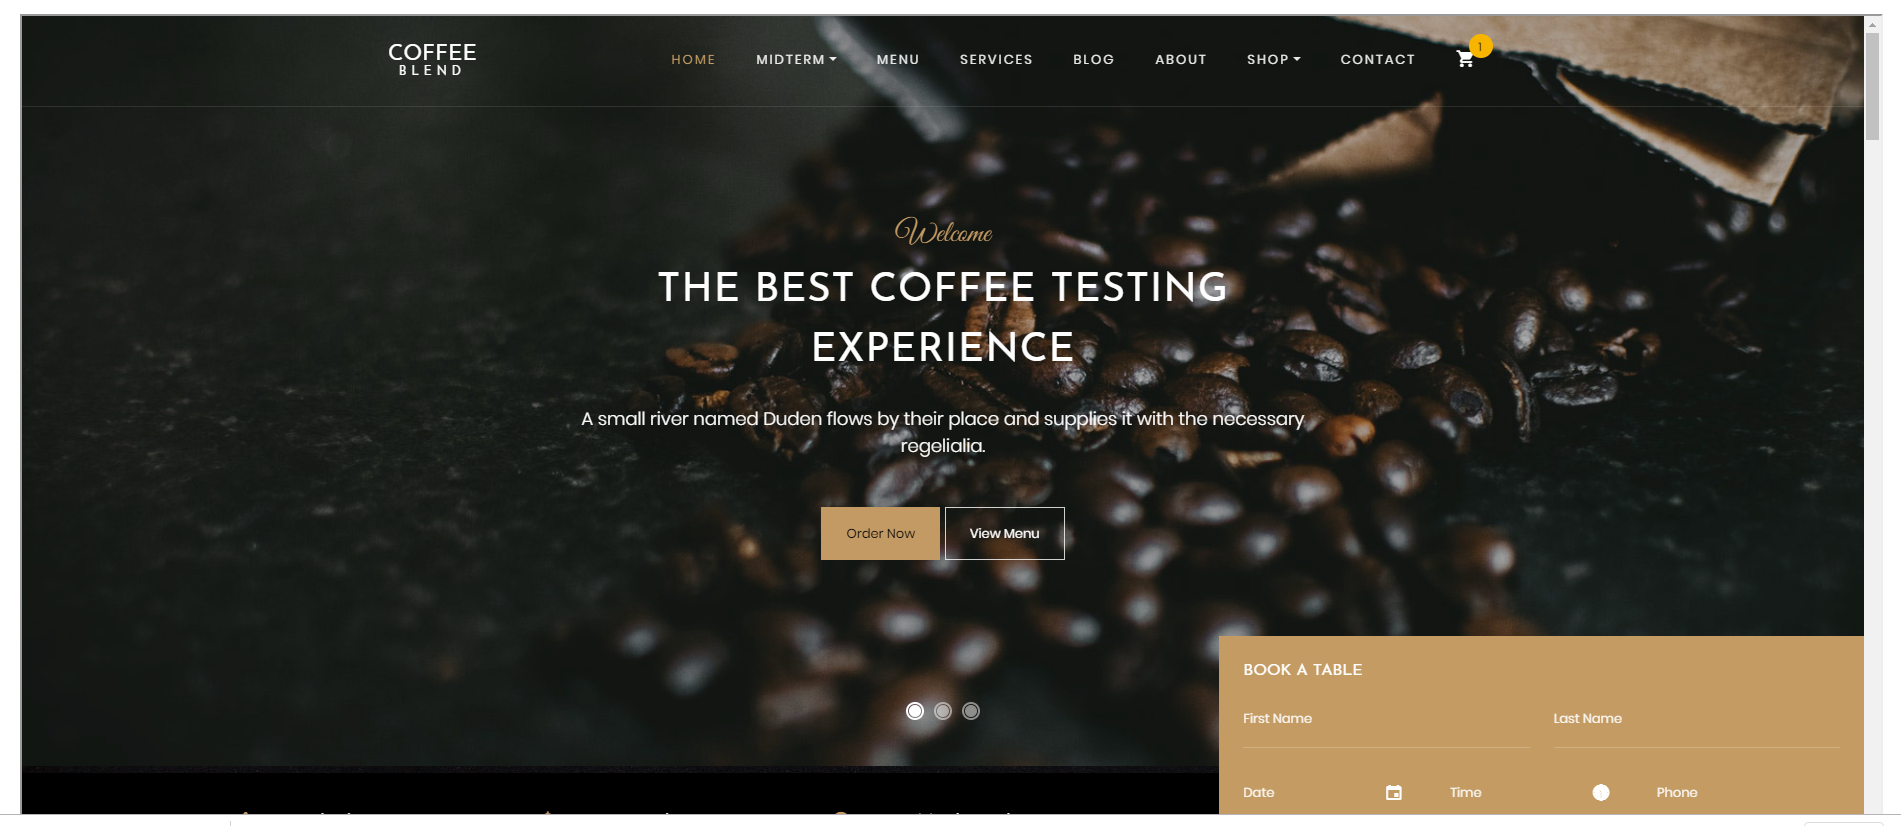 COFFEE
BLEND
HOME MIDTERM MENU SERVICES BLOG ABOUT SHOP CONTACT 1
Welcome
THE BEST COFFEE TESTING
EXPERIENCE
A small river named Duden flows by their place and supplies it with the necessary
regelialia.
Order Now View Menu
BOOK A TABLE
First Name Last Name
Date Time Phone